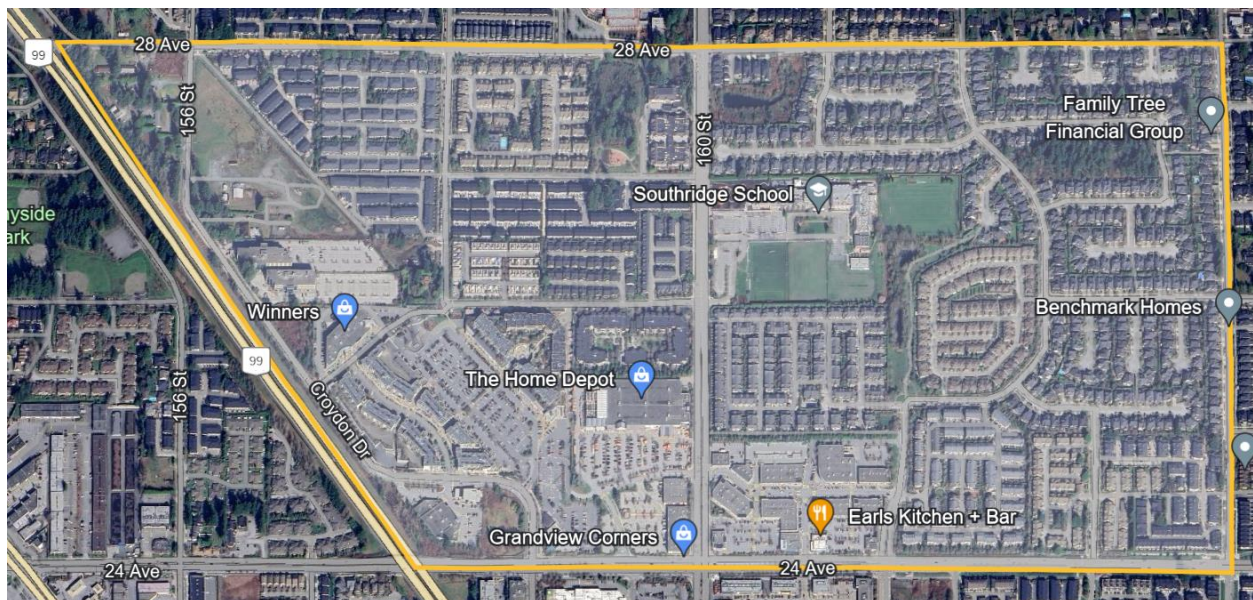 99
28 Ave
28 Ave
156 St
160 St
Family Tree
Financial Group
Southridge School
nyside
ark
Winners
Benchmark Homes
99
The Home Depot
156 St
Croydon Dr
Earls Kitchen + Bar
Grandview Corners
24 Ave
24 Ave